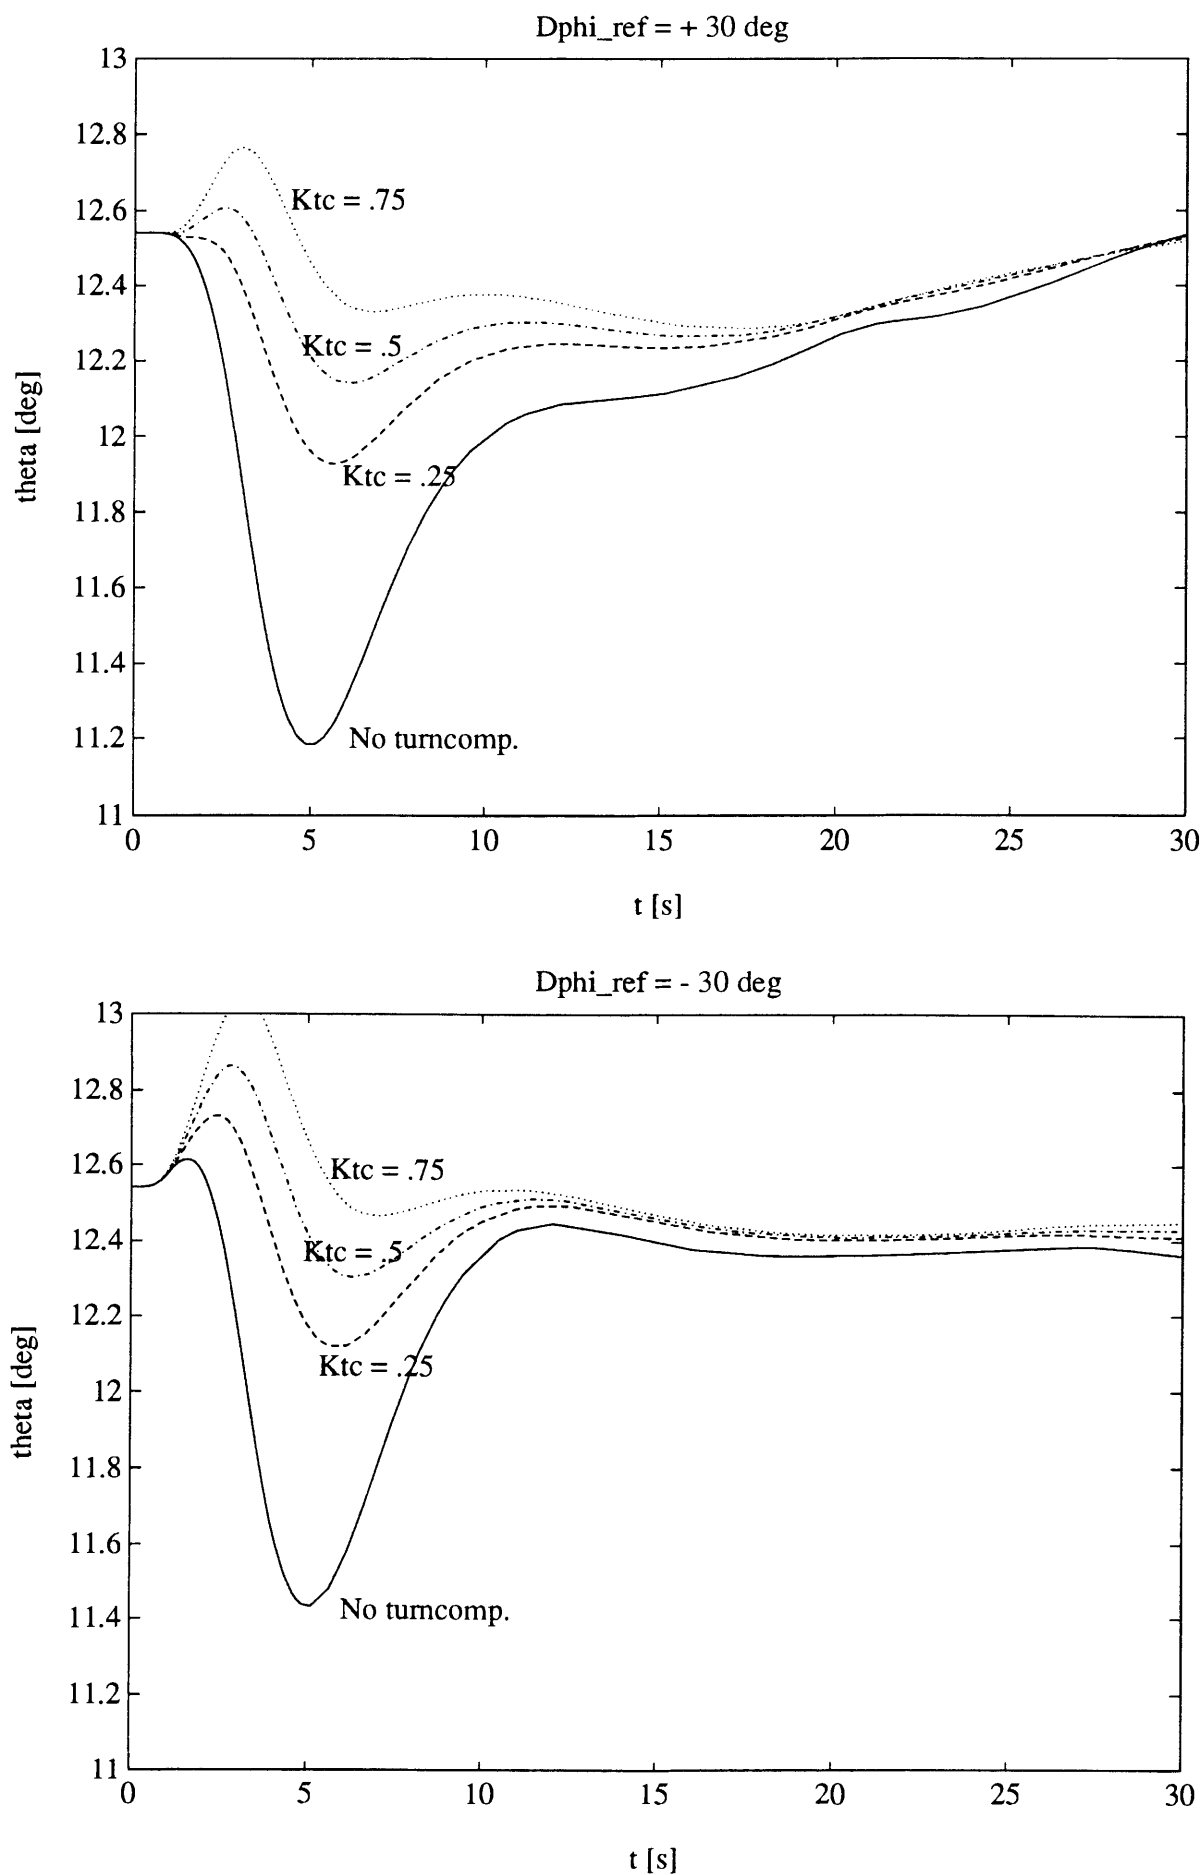 Dphi_ref = + 30 deg
13
12.8
12.6
12.4
12.2
12
11.8
11.6
11.4
11.2
11
theta [deg]
Ktc = .75
Ktc = .5
Ktc = .25
No turncomp.
0 5 10 15 20 25 30
t [s]
Dphi_ref = - 30 deg
13
12.8
12.6
12.4
12.2
12
11.8
11.6
11.4
11.2
11
theta [deg]
Ktc = .75
Ktc = .5
Ktc = .25
No turncomp.
0 5 10 15 20 25 30
t [s]